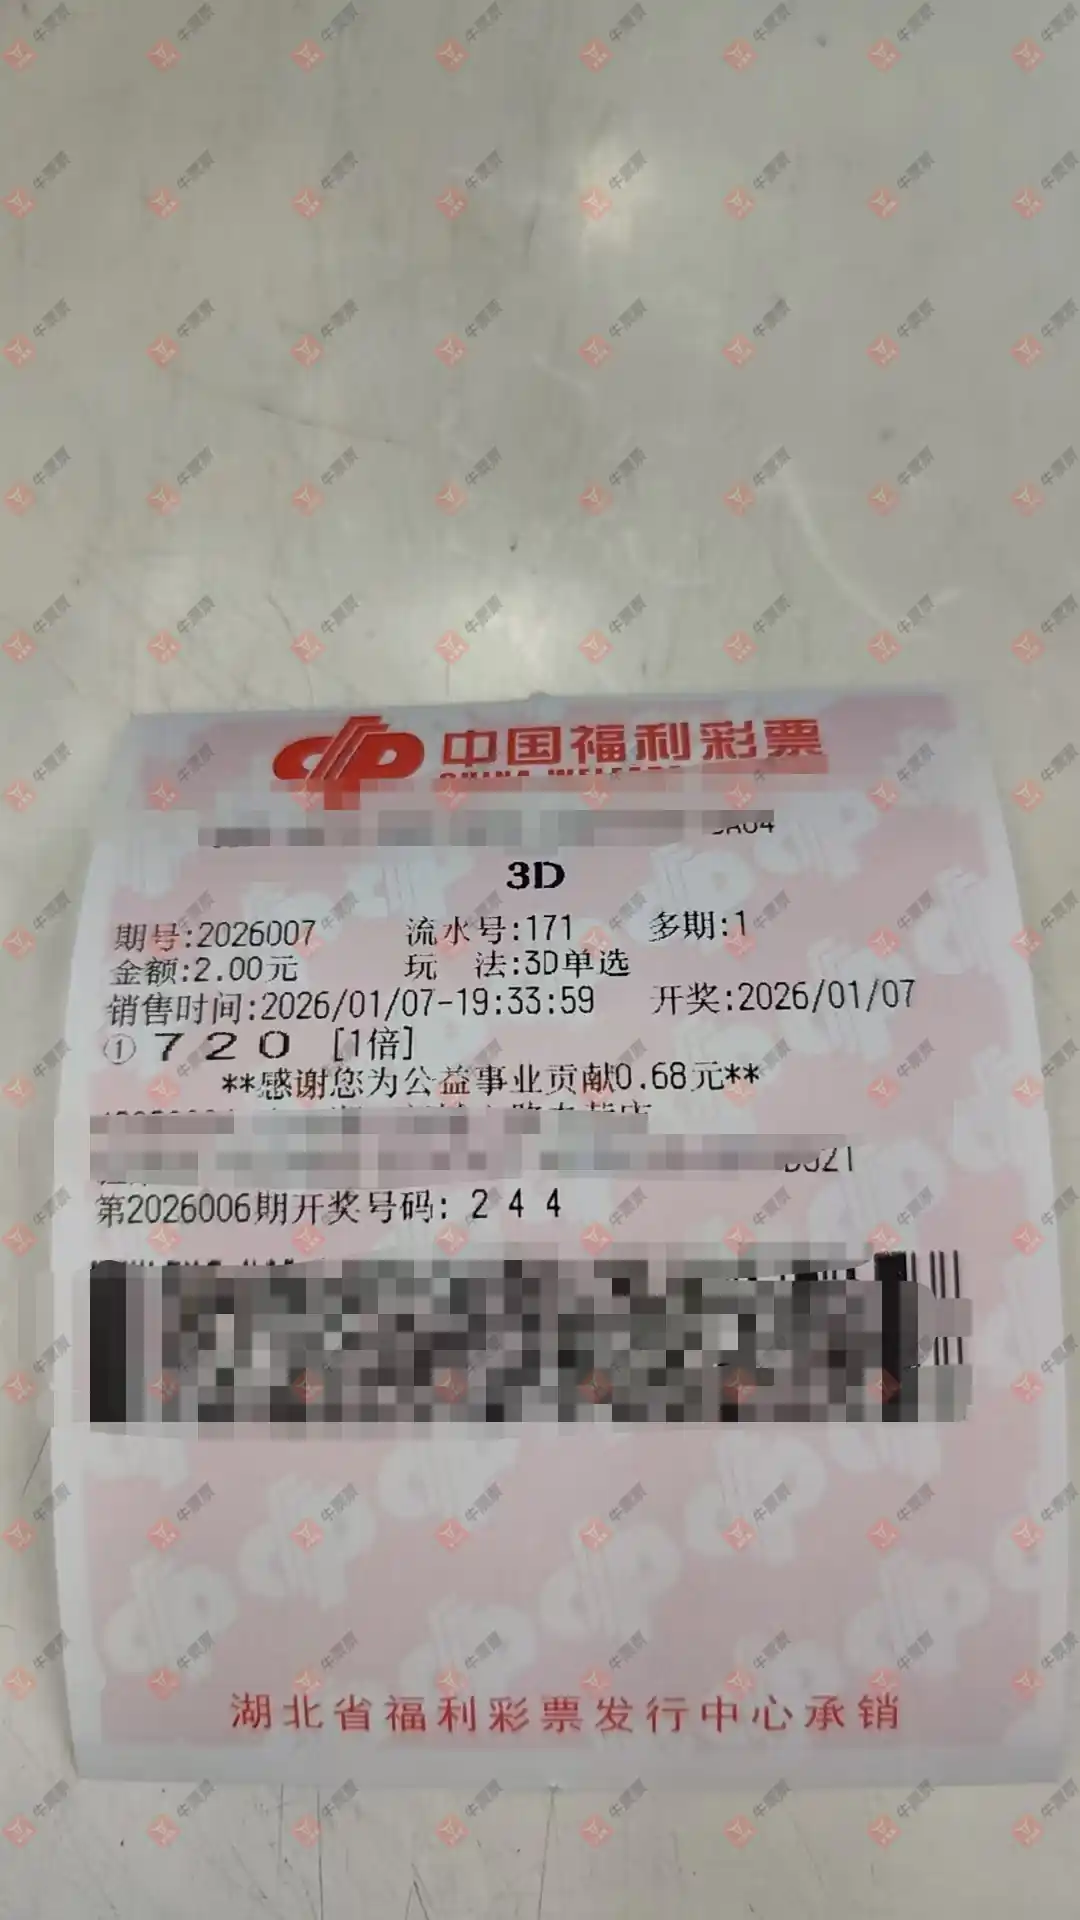 中国福利彩票
3D
期号:2026007 流水号:171 多期:1
金额:2.00元 玩 法:3D单选
销售时间:2026/01/07-19:33:59 开奖:2026/01/07
① 7 2 0 [1倍]
**感谢您为公益事业贡献0.68元**
第2026006期开奖号码: 2 4 4
湖北省福利彩票发行中心承销